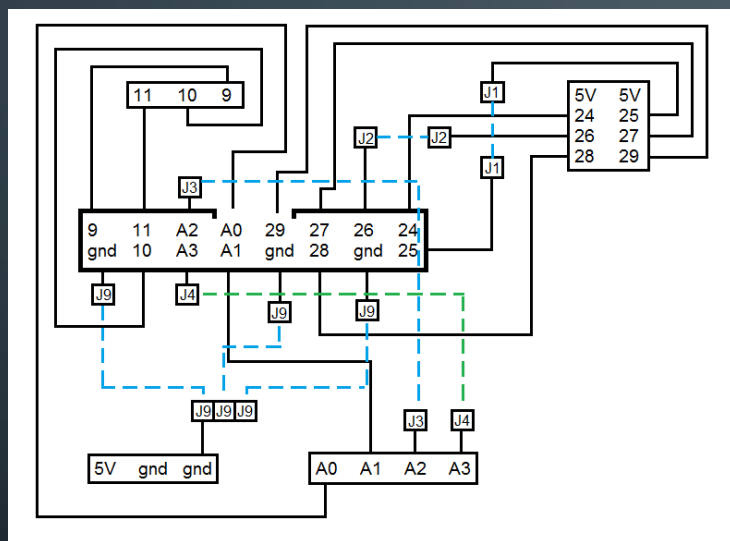 J1
5V 5V
11 10 9
24 25
J2 J2
26 27
28 29
J1
J3
9 11 A2 A0 29 27 26 24
gnd 10 A3 A1 gnd 28 gnd 25
J9 J4
J9 J9
J9 J9 J9
J3 J4
5V gnd gnd
A0 A1 A2 A3